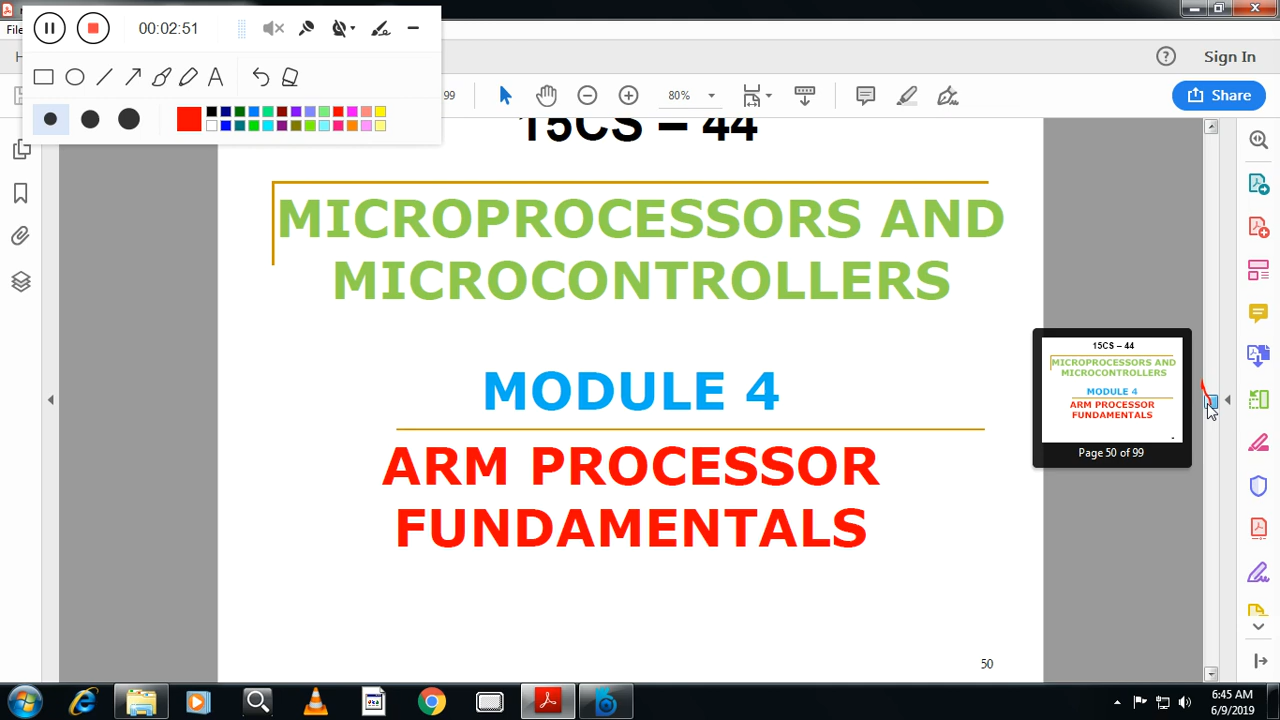 00:02:51
File
Sign In
99
80%
Share
15CS – 44
MICROPROCESSORS AND
MICROCONTROLLERS
MODULE 4
ARM PROCESSOR
FUNDAMENTALS
50
15CS – 44
MICROPROCESSORS AND
MICROCONTROLLERS
MODULE 4
ARM PROCESSOR
FUNDAMENTALS
Page 50 of 99
6:45 AM
6/9/2019